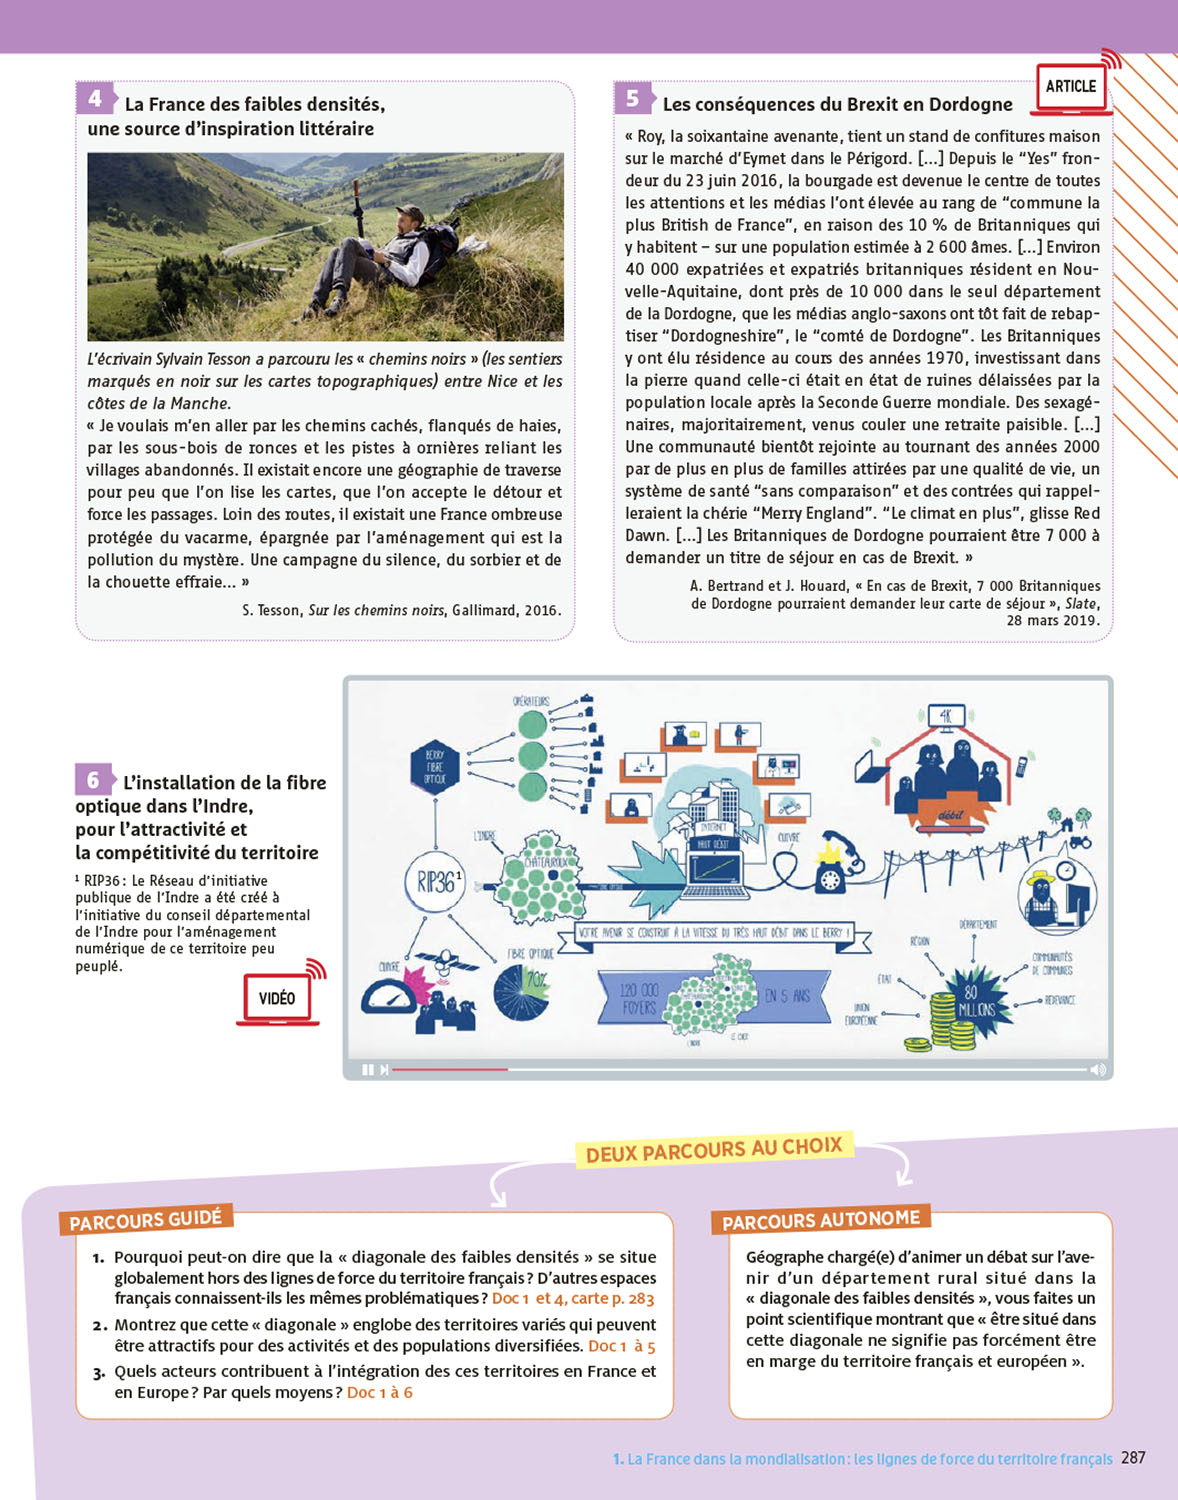 4 La France des faibles densités,
une source d'inspiration littéraire
L'écrivain Sylvain Tesson a parcouru les « chemins noirs » (les sentiers
marqués en noir sur les cartes topographiques) entre Nice et les
côtes de la Manche.
« Je voulais m'en aller par les chemins cachés, flanqués de haies,
par les sous-bois de ronces et les pistes à ornières reliant les
villages abandonnés. Il existait encore une géographie de traverse
pour peu que l'on lise les cartes, que l'on accepte le détour et
force les passages. Loin des routes, il existait une France ombreuse
protégée du vacarme, épargnée par l'aménagement qui est la
pollution du mystère. Une campagne du silence, du sorbier et de
la chouette effraie... »
S. Tesson, Sur les chemins noirs, Gallimard, 2016.
ARTICLE
5 Les conséquences du Brexit en Dordogne
« Roy, la soixantaine avenante, tient un stand de confitures maison
sur le marché d'Eymet dans le Périgord. [...] Depuis le "Yes" fron-
deur du 23 juin 2016, la bourgade est devenue le centre de toutes
les attentions et les médias l'ont élevée au rang de "commune la
plus British de France", en raison des 10 % de Britanniques qui
y habitent – sur une population estimée à 2 600 âmes. [...] Environ
40 000 expatriées et expatriés britanniques résident en Nou-
velle-Aquitaine, dont près de 10 000 dans le seul département
de la Dordogne, que les médias anglo-saxons ont tôt fait de rebap-
tiser "Dordogneshire", le "comté de Dordogne". Les Britanniques
y ont élu résidence au cours des années 1970, investissant dans
la pierre quand celle-ci était en état de ruines délaissées par la
population locale après la Seconde Guerre mondiale. Des sexagé-
naires, majoritairement, venus couler une retraite paisible. [...]
Une communauté bientôt rejointe au tournant des années 2000
par de plus en plus de familles attirées par une qualité de vie, un
système de santé "sans comparaison" et des contrées qui rappel-
leraient la chérie "Merry England". "Le climat en plus", glisse Red
Dawn. [...] Les Britanniques de Dordogne pourraient être 7 000 à
demander un titre de séjour en cas de Brexit. »
A. Bertrand et J. Houard, « En cas de Brexit, 7 000 Britanniques
de Dordogne pourraient demander leur carte de séjour », Slate,
28 mars 2019.
6 L'installation de la fibre
optique dans l'Indre,
pour l'attractivité et
la compétitivité du territoire
¹ RIP36 : Le Réseau d'initiative
publique de l'Indre a été créé à
l'initiative du conseil départemental
de l'Indre pour l'aménagement
numérique de ce territoire peu
peuplé.
VIDÉO
OPÉRATEURS
BERRY
FIBRE
OPTIQUE
L'INDRE
CHÂTEAUROUX
RIP36¹
FIBRE OPTIQUE
INTERNET
HAUT DÉBIT
CUIVRE
4K
débit
VOTRE AVENIR SE CONSTRUIT À LA VITESSE DU TRÈS HAUT DÉBIT DANS LE BERRY !
CUIVRE
FIBRE OPTIQUE
70%
120 000
FOYERS
EN 5 ANS
L'INDRE
LE CHER
DÉPARTEMENT
RÉGION
COMMUNAUTÉS
DE COMMUNES
ETAT
80
MILLIONS
REDEVANCE
UNION
EUROPÉENNE
DEUX PARCOURS AU CHOIX
PARCOURS GUIDÉ
1. Pourquoi peut-on dire que la « diagonale des faibles densités » se situe
globalement hors des lignes de force du territoire français ? D'autres espaces
français connaissent-ils les mêmes problématiques ? Doc 1 et 4, carte p. 283
2. Montrez que cette « diagonale » englobe des territoires variés qui peuvent
être attractifs pour des activités et des populations diversifiées. Doc 1 à 5
3. Quels acteurs contribuent à l'intégration des ces territoires en France et
en Europe ? Par quels moyens ? Doc 1 à 6
PARCOURS AUTONOME
Géographe chargé(e) d'animer un débat sur l'ave-
nir d'un département rural situé dans la
« diagonale des faibles densités », vous faites un
point scientifique montrant que « être situé dans
cette diagonale ne signifie pas forcément être
en marge du territoire français et européen ».
1. La France dans la mondialisation : les lignes de force du territoire français 287